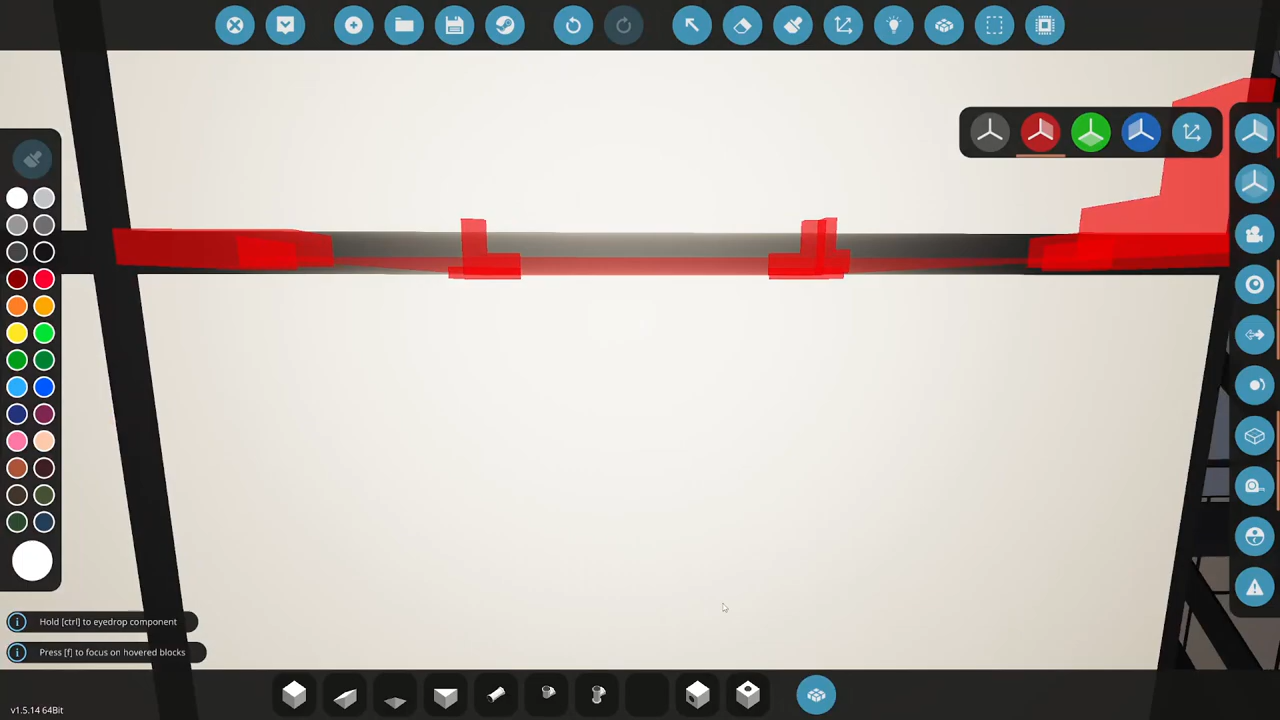 Hold [ctrl] to eyedrop component
Press [f] to focus on hovered blocks
v1.5.14 64Bit